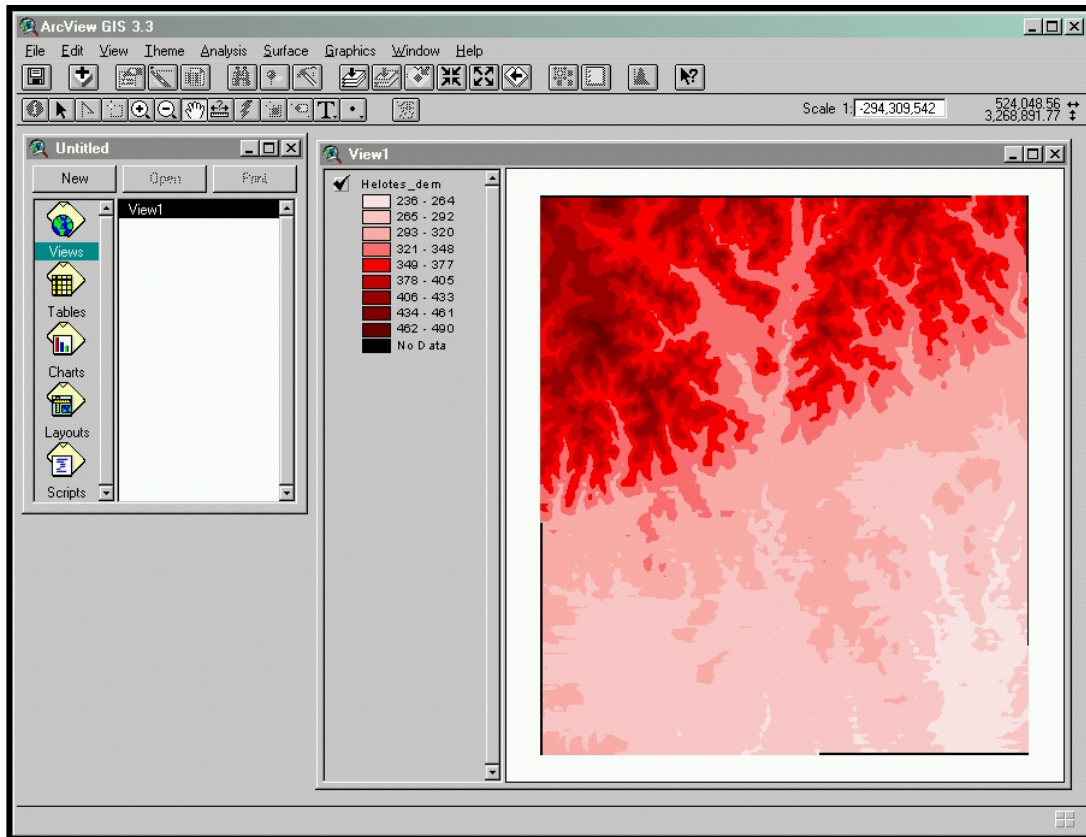 ArcView GIS 3.3
File Edit View Theme Analysis Surface Graphics Window Help
Scale 1: -294,309,542
524,048.56
3,268,891.77
Untitled
New Open Print
View1
Views
Tables
Charts
Layouts
Scripts
View1
Helotes_dem
236 - 264
265 - 292
293 - 320
321 - 348
349 - 377
378 - 405
406 - 433
434 - 461
462 - 490
No Data